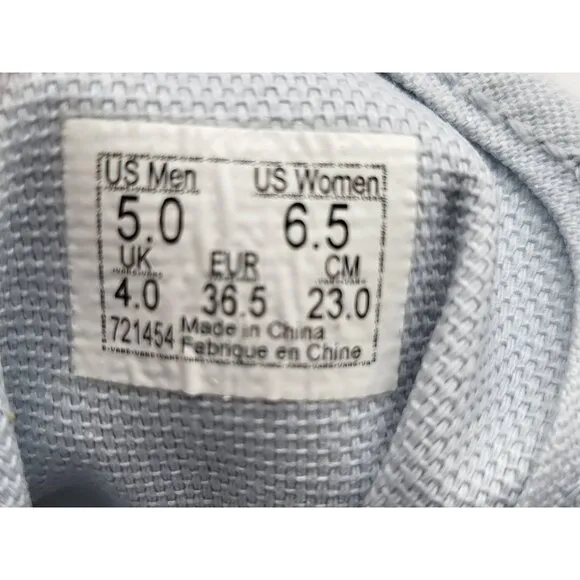 US Men US Women
5.0 6.5
UK EUR CM
4.0 36.5 23.0
721454 Made in China
Fabrique en Chine